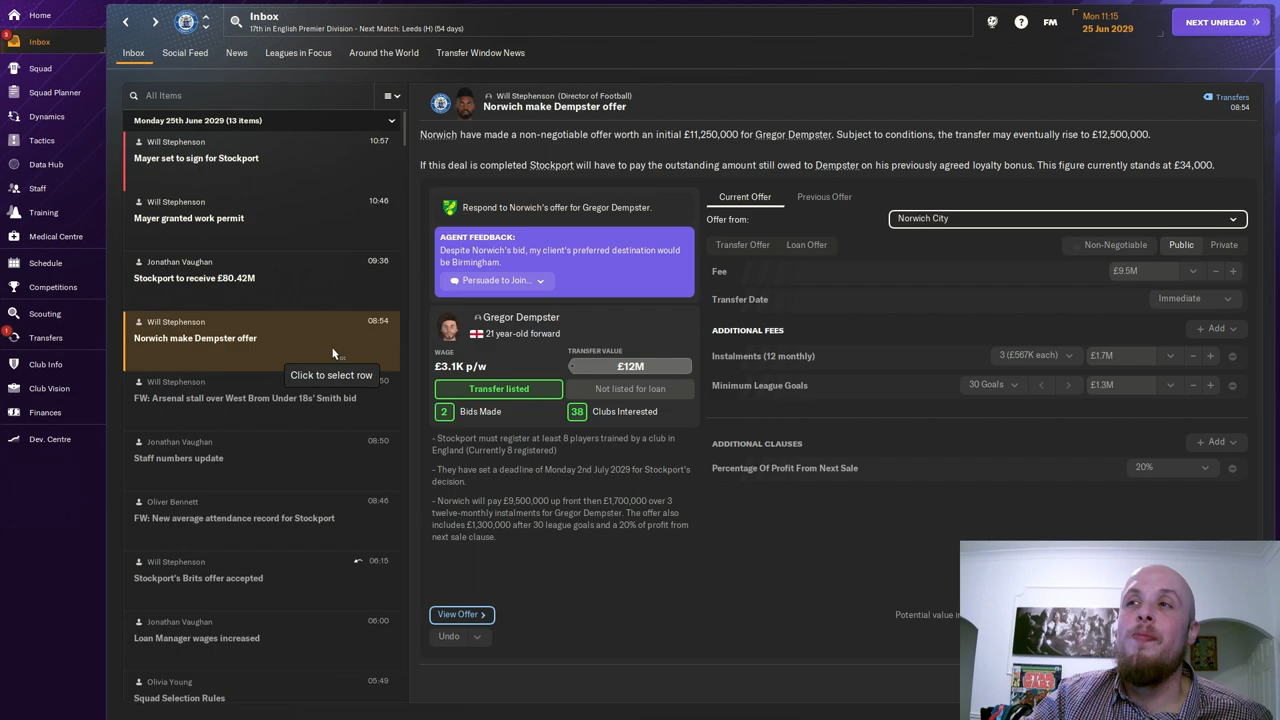 Home
3
Inbox
Squad
Squad Planner
Dynamics
Tactics
Data Hub
Staff
Training
Medical Centre
Schedule
Competitions
Scouting
1
Transfers
Club Info
Club Vision
Finances
Dev. Centre
Inbox
17th in English Premier Division - Next Match: Leeds (H) (54 days)
FM
Mon 11:15
25 Jun 2029
NEXT UNREAD
Inbox
Social Feed
News
Leagues in Focus
Around the World
Transfer Window News
All Items
Monday 25th June 2029 (13 items)
Will Stephenson
10:57
Mayer set to sign for Stockport
Will Stephenson
10:46
Mayer granted work permit
Jonathan Vaughan
09:36
Stockport to receive £80.42M
Will Stephenson
08:54
Norwich make Dempster offer
Click to select row
Will Stephenson
50
FW: Arsenal stall over West Brom Under 18s' Smith bid
Jonathan Vaughan
08:50
Staff numbers update
Oliver Bennett
08:46
FW: New average attendance record for Stockport
Will Stephenson
06:15
Stockport's Brits offer accepted
Jonathan Vaughan
06:00
Loan Manager wages increased
Olivia Young
05:49
Squad Selection Rules
Will Stephenson (Director of Football)
Norwich make Dempster offer
Transfers
08:54
Norwich have made a non-negotiable offer worth an initial £11,250,000 for Gregor Dempster. Subject to conditions, the transfer may eventually rise to £12,500,000.
If this deal is completed Stockport will have to pay the outstanding amount still owed to Dempster on his previously agreed loyalty bonus. This figure currently stands at £34,000.
Respond to Norwich's offer for Gregor Dempster.
AGENT FEEDBACK:
Despite Norwich's bid, my client's preferred destination would
be Birmingham.
Persuade to Join...
Gregor Dempster
21 year-old forward
WAGE
£3.1K p/w
TRANSFER VALUE
£12M
Transfer listed
Not listed for loan
2 Bids Made
38 Clubs Interested
- Stockport must register at least 8 players trained by a club in
England (Currently 8 registered)
- They have set a deadline of Monday 2nd July 2029 for Stockport's
decision.
- Norwich will pay £9,500,000 up front then £1,700,000 over 3
twelve-monthly instalments for Gregor Dempster. The offer also
includes £1,300,000 after 30 league goals and a 20% of profit from
next sale clause.
View Offer
Undo
Current Offer
Previous Offer
Offer from:
Norwich City
Transfer Offer
Loan Offer
Non-Negotiable
Public
Private
Fee
£9.5M
Transfer Date
Immediate
ADDITIONAL FEES
+ Add
Instalments (12 monthly)
3 (£567K each)
£1.7M
Minimum League Goals
30 Goals
£1.3M
ADDITIONAL CLAUSES
+ Add
Percentage Of Profit From Next Sale
20%
Potential value in
STAR
WARS